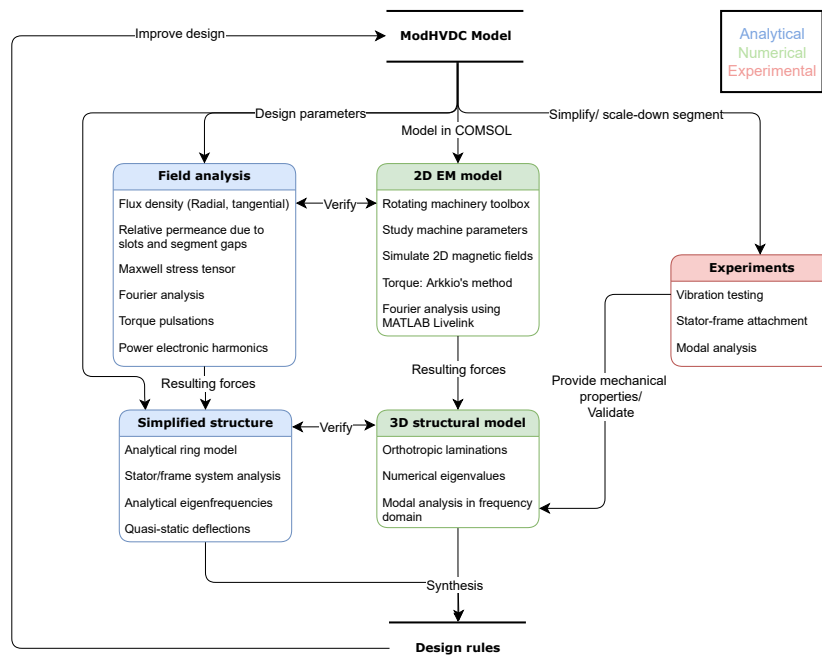 Improve design
ModHVDC Model
Analytical
Numerical
Experimental
Design parameters
Model in COMSOL
Simplify/ scale-down segment
Field analysis
Flux density (Radial, tangential)
Relative permeance due to
slots and segment gaps
Maxwell stress tensor
Fourier analysis
Torque pulsations
Power electronic harmonics
Verify
2D EM model
Rotating machinery toolbox
Study machine parameters
Simulate 2D magnetic fields
Torque: Arkkio's method
Fourier analysis using
MATLAB Livelink
Experiments
Vibration testing
Stator-frame attachment
Modal analysis
Resulting forces
Resulting forces
Provide mechanical
properties/
Validate
Simplified structure
Analytical ring model
Stator/frame system analysis
Analytical eigenfrequencies
Quasi-static deflections
Verify
3D structural model
Orthotropic laminations
Numerical eigenvalues
Modal analysis in frequency
domain
Synthesis
Design rules